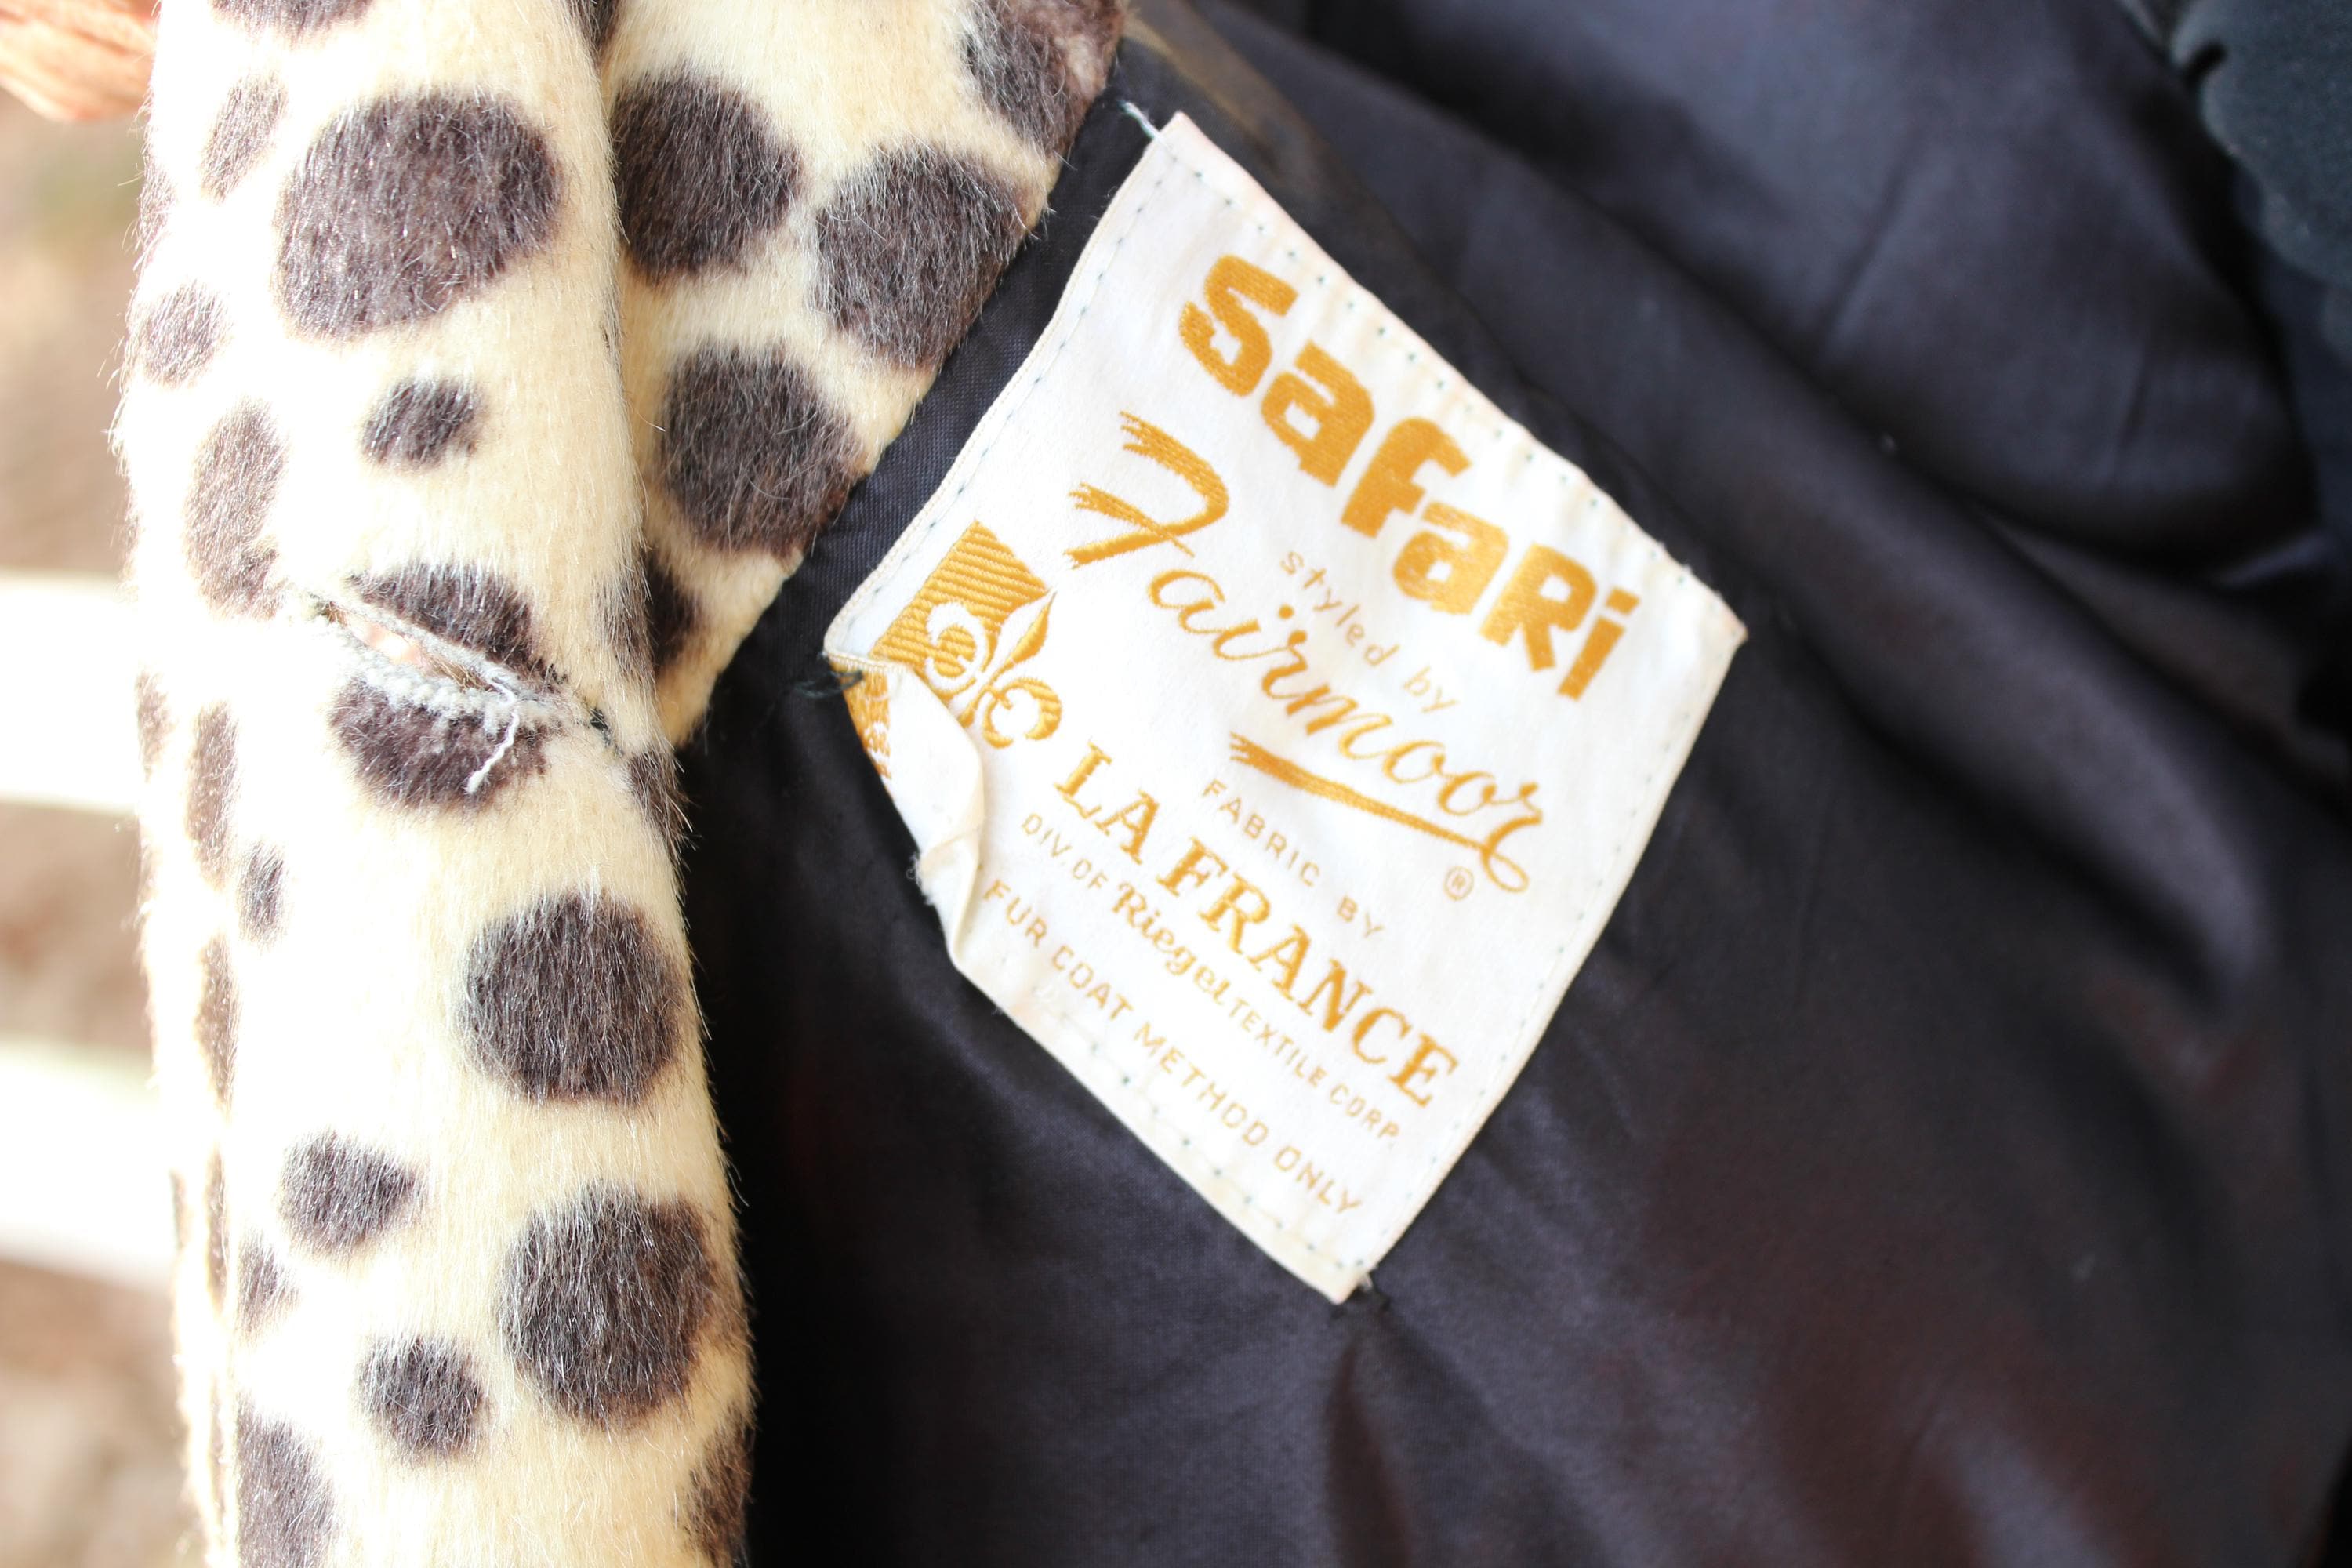 Safari
styled by
Fairmoor
®
FABRIC BY
LA FRANCE
DIV. OF Riegel TEXTILE CORP.
FUR COAT METHOD ONLY